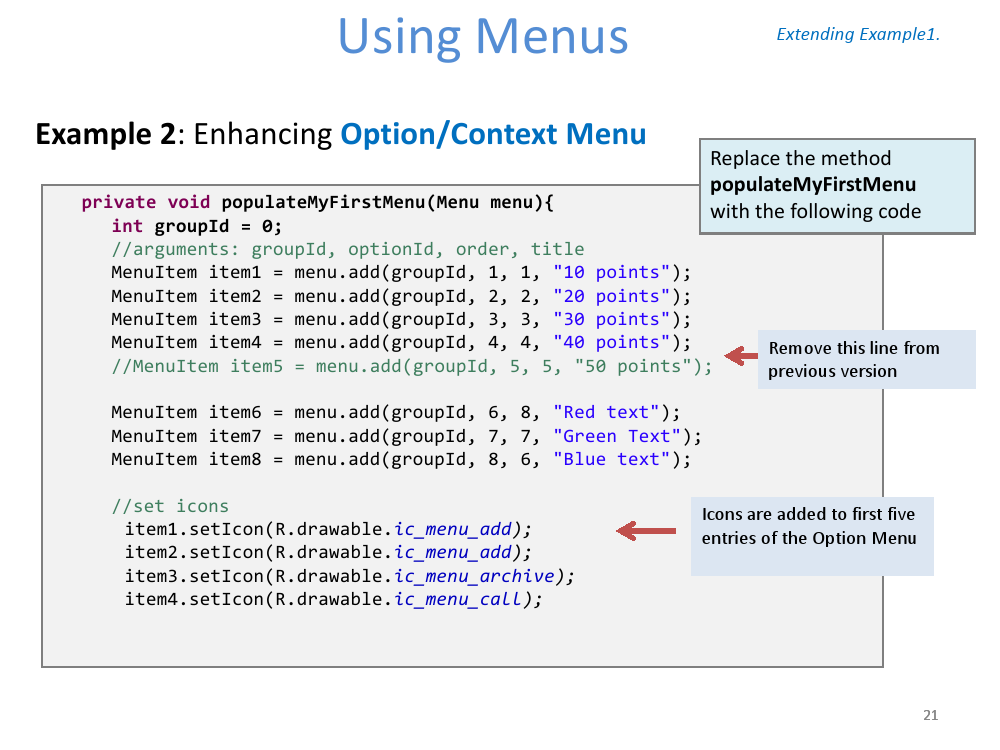 Using Menus
Extending Example1.
Example 2: Enhancing Option/Context Menu
Replace the method
populateMyFirstMenu
with the following code
private void populateMyFirstMenu(Menu menu){
int groupId = 0;
//arguments: groupId, optionId, order, title
MenuItem item1 = menu.add(groupId, 1, 1, "10 points");
MenuItem item2 = menu.add(groupId, 2, 2, "20 points");
MenuItem item3 = menu.add(groupId, 3, 3, "30 points");
MenuItem item4 = menu.add(groupId, 4, 4, "40 points");
//MenuItem item5 = menu.add(groupId, 5, 5, "50 points");
Remove this line from
previous version
MenuItem item6 = menu.add(groupId, 6, 8, "Red text");
MenuItem item7 = menu.add(groupId, 7, 7, "Green Text");
MenuItem item8 = menu.add(groupId, 8, 6, "Blue text");
//set icons
item1.setIcon(R.drawable.ic_menu_add);
item2.setIcon(R.drawable.ic_menu_add);
item3.setIcon(R.drawable.ic_menu_archive);
item4.setIcon(R.drawable.ic_menu_call);
Icons are added to first five
entries of the Option Menu
21